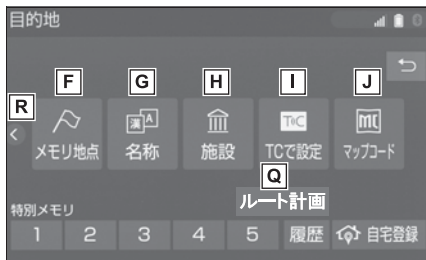 目的地
F G H I J
R
漢 A T C MC
メモリ地点 名称 施設 TCで設定 マップコード
Q
ルート計画
特別メモリ
1 2 3 4 5 履歴 自宅登録